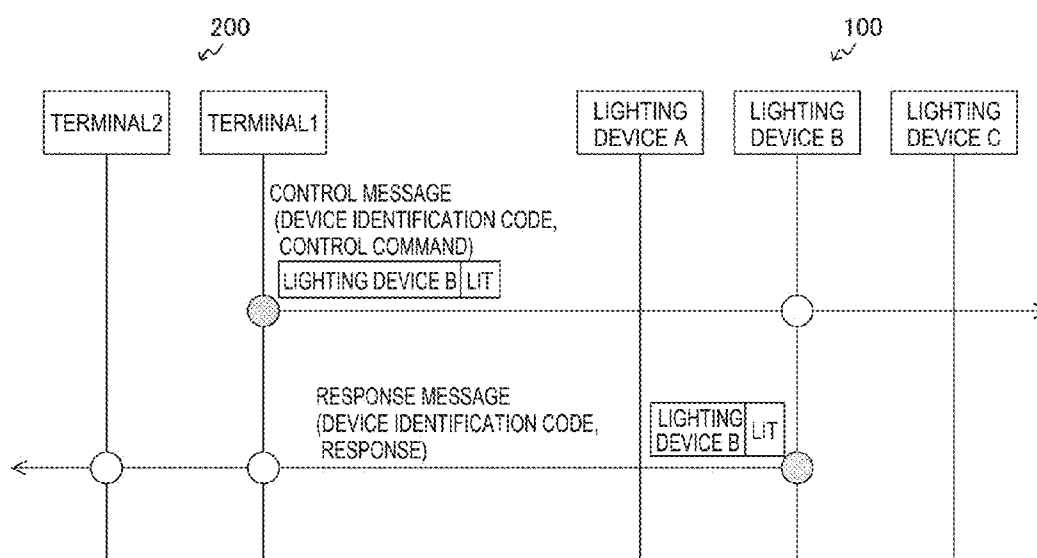 200
100
TERMINAL2
TERMINAL1
LIGHTING
DEVICE A
LIGHTING
DEVICE B
LIGHTING
DEVICE C
CONTROL MESSAGE
(DEVICE IDENTIFICATION CODE,
CONTROL COMMAND)
LIGHTING DEVICE B LIT
RESPONSE MESSAGE
(DEVICE IDENTIFICATION CODE,
RESPONSE)
LIGHTING
DEVICE B
LIT